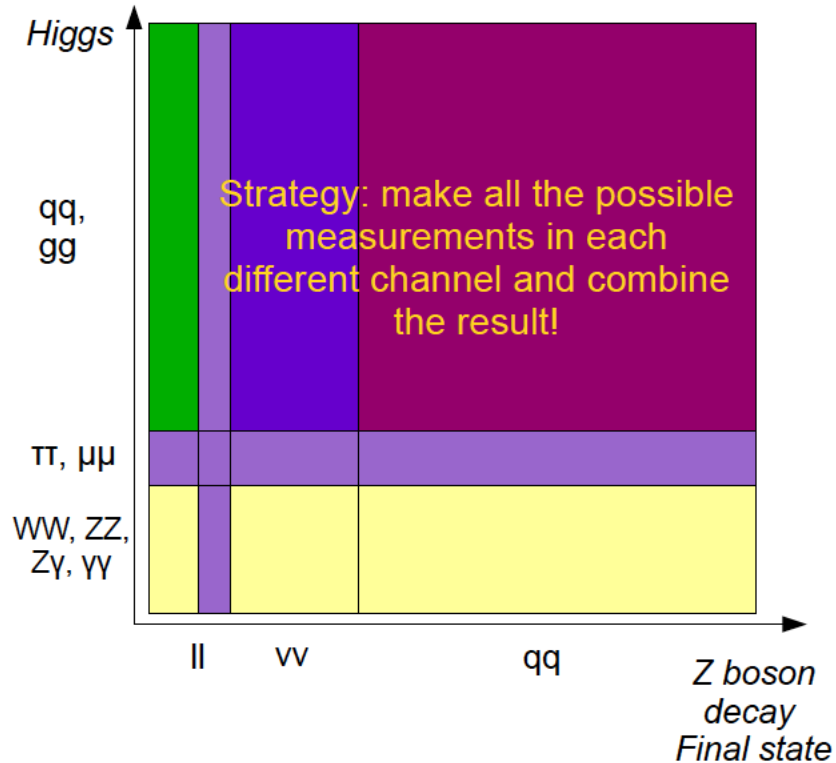 Higgs
qq,
gg
Strategy: make all the possible
measurements in each
different channel and combine
the result!
ττ, μμ
WW, ZZ,
Zγ, γγ
ll
νν
qq
Z boson
decay
Final state